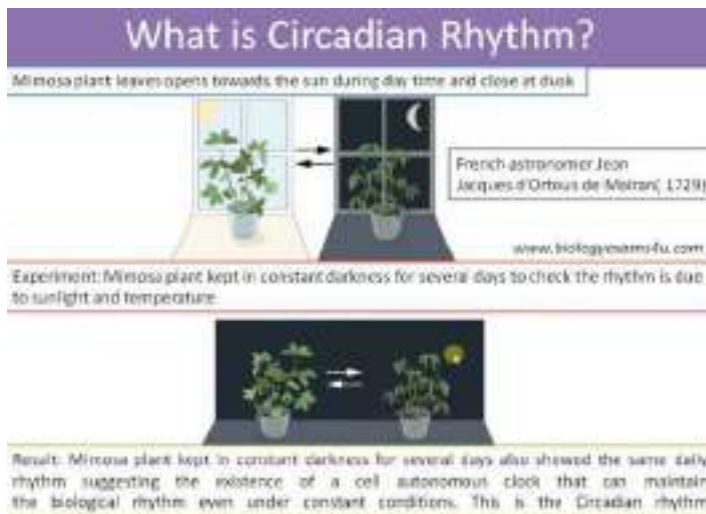 What is Circadian Rhythm?
Mimosa plant leaves opens towards the sun during day time and close at dusk
French astronomer Jean
Jacques d'Ortous de Mairan( 1729)
www.biologyexams4u.com
Experiment: Mimosa plant kept in constant darkness for several days to check the rhythm is due
to sunlight and temperature
Result: Mimosa plant kept in constant darkness for several days also showed the same daily
rhythm suggesting the existence of a cell autonomous clock that can maintain
the biological rhythm even under constant conditions. This is the Circadian rhythm